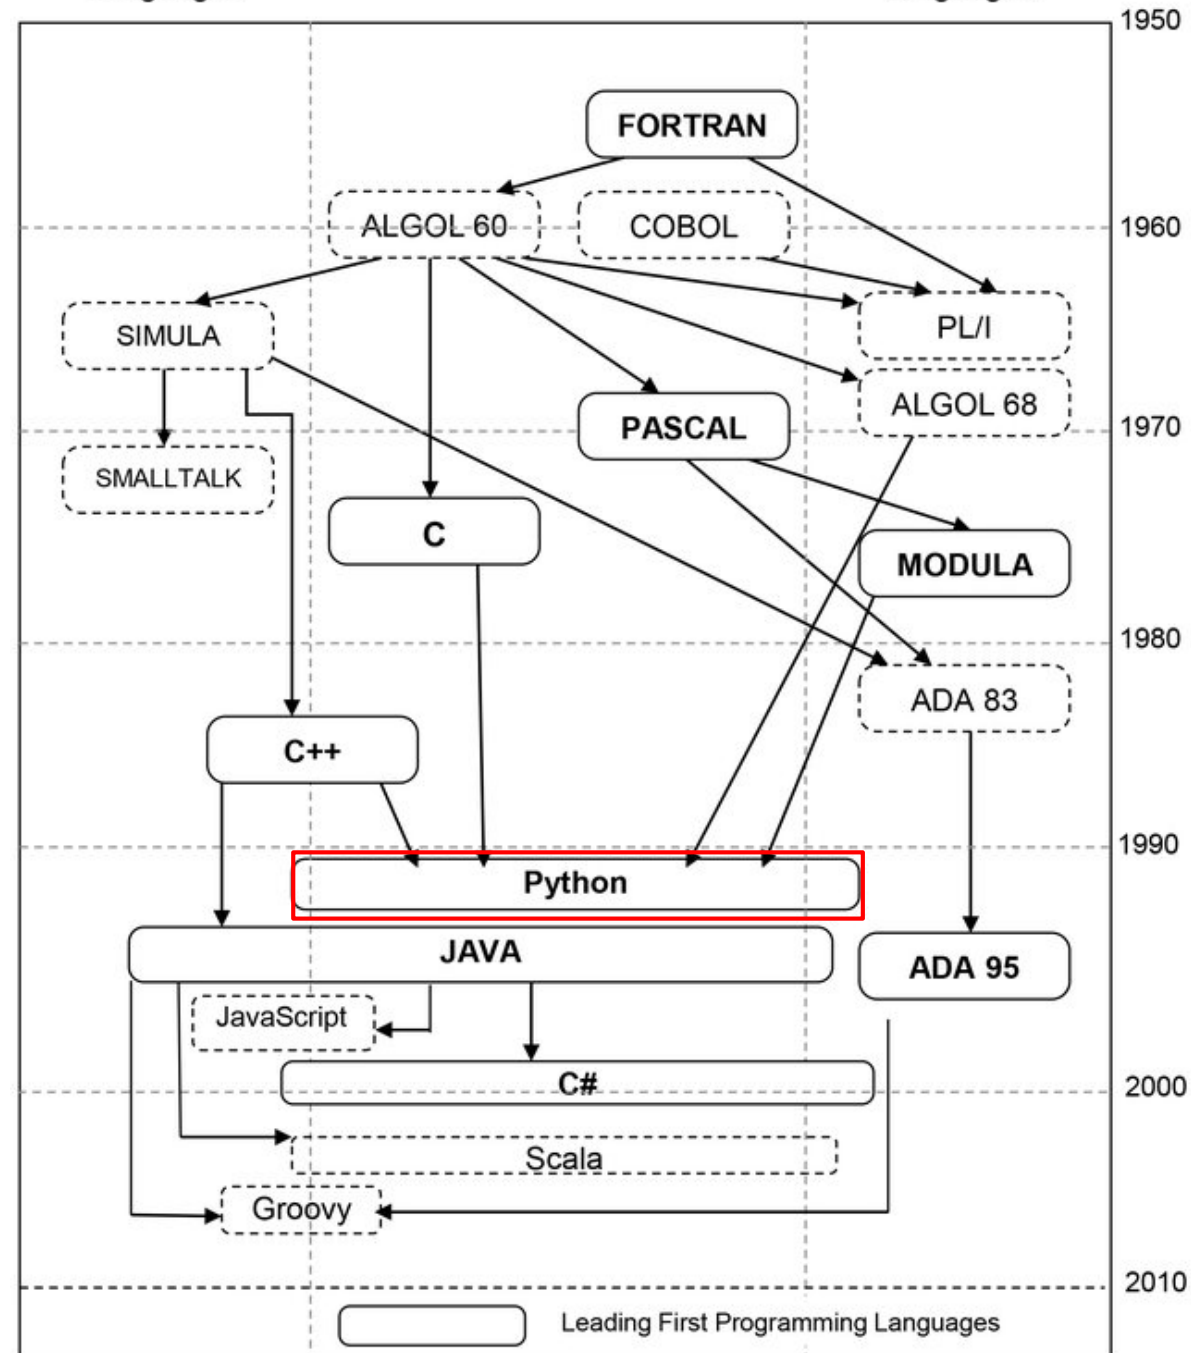 1950
FORTRAN
ALGOL 60
COBOL
1960
SIMULA
PL/I
ALGOL 68
PASCAL
1970
SMALLTALK
C
MODULA
1980
ADA 83
C++
1990
Python
JAVA
ADA 95
JavaScript
C#
2000
Scala
Groovy
2010
Leading First Programming Languages